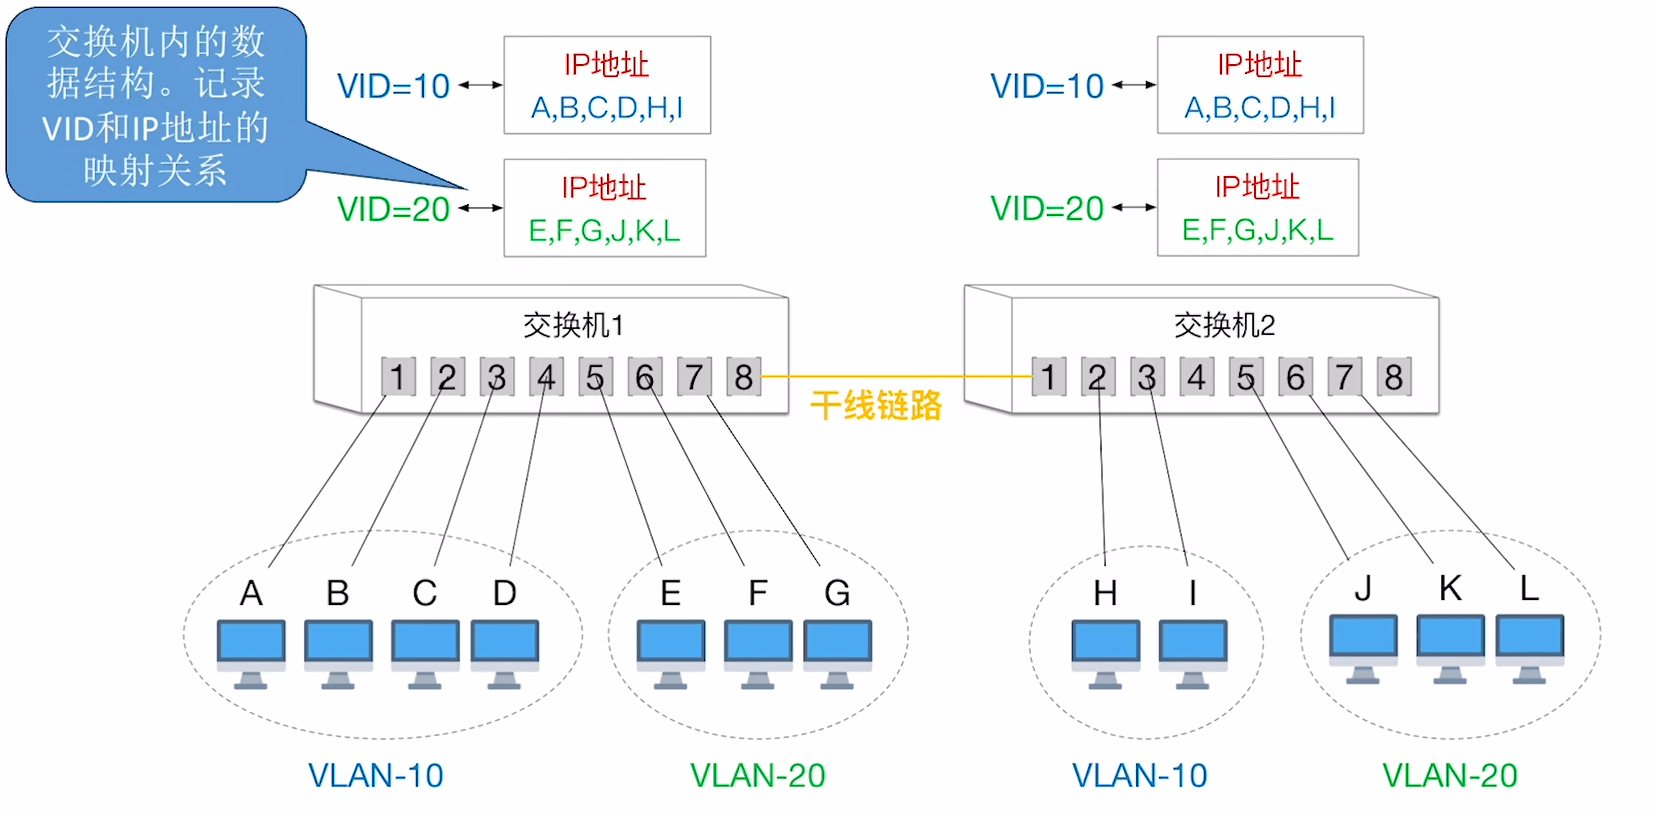 交换机内的数
据结构。记录
VID和IP地址的
映射关系
VID=10
IP地址
A,B,C,D,H,I
VID=20
IP地址
E,F,G,J,K,L
VID=10
IP地址
A,B,C,D,H,I
VID=20
IP地址
E,F,G,J,K,L
交换机1
1 2 3 4 5 6 7 8
干线链路
交换机2
1 2 3 4 5 6 7 8
A B C D
E F G
H I
J K L
VLAN-10
VLAN-20
VLAN-10
VLAN-20